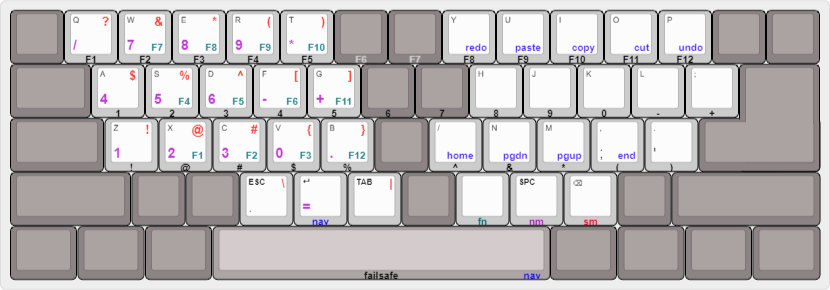 Q ? W & E * R ( T ) Y U I O P
/ 7 F7 8 F8 9 F9 * F10 redo paste copy cut undo
F1 F2 F3 F4 F5 F6 F7 F8 F9 F10 F11 F12
A $ S % D ^ F [ G ] H J K L ;
4 5 F4 6 F5 - F6 + F11
1 2 3 4 5 6 7 8 9 0 - +
Z ! X @ C # V { B } / N M , .
1 2 F1 3 F2 0 F3 . F12 home pgdn pgup ; end '
! @ # $ % ^ & * ( )
ESC \ ↵ TAB | SPC ⌫
. =
nav fn nm sm
failsafe nav